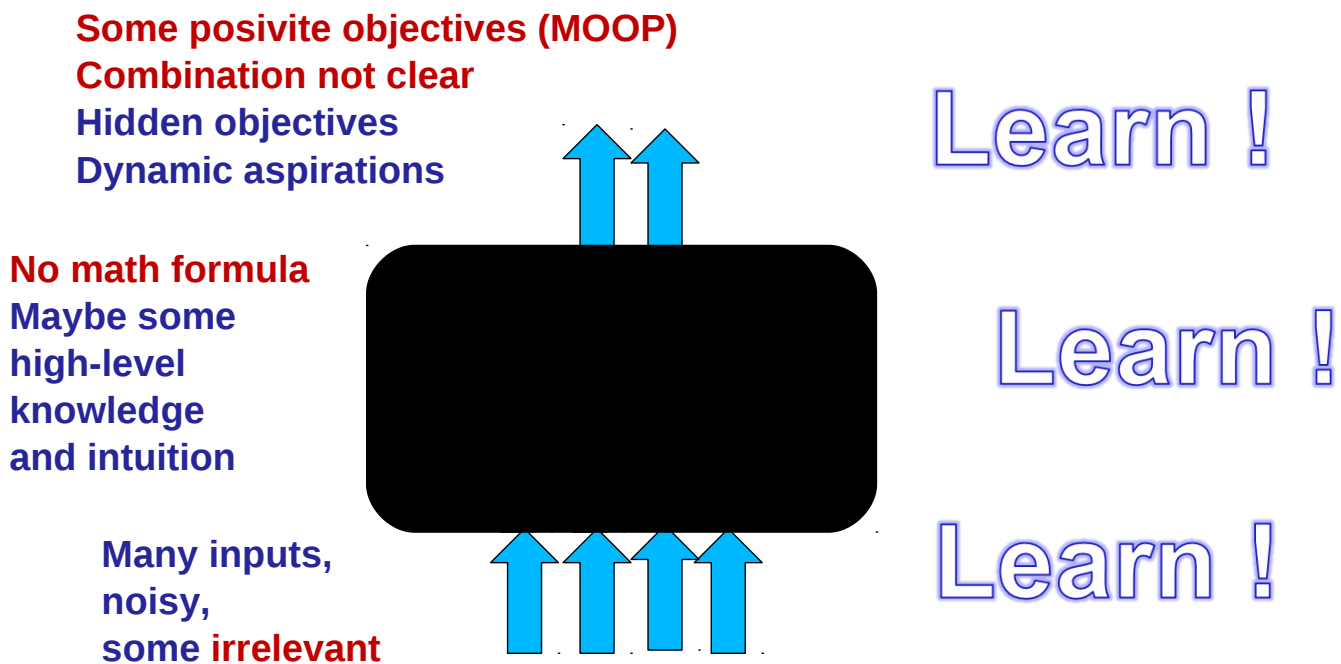 Some posivite objectives (MOOP)
Combination not clear
Hidden objectives
Dynamic aspirations
Learn !
No math formula
Maybe some
high-level
knowledge
and intuition
Learn !
Many inputs,
noisy,
some irrelevant
Learn !